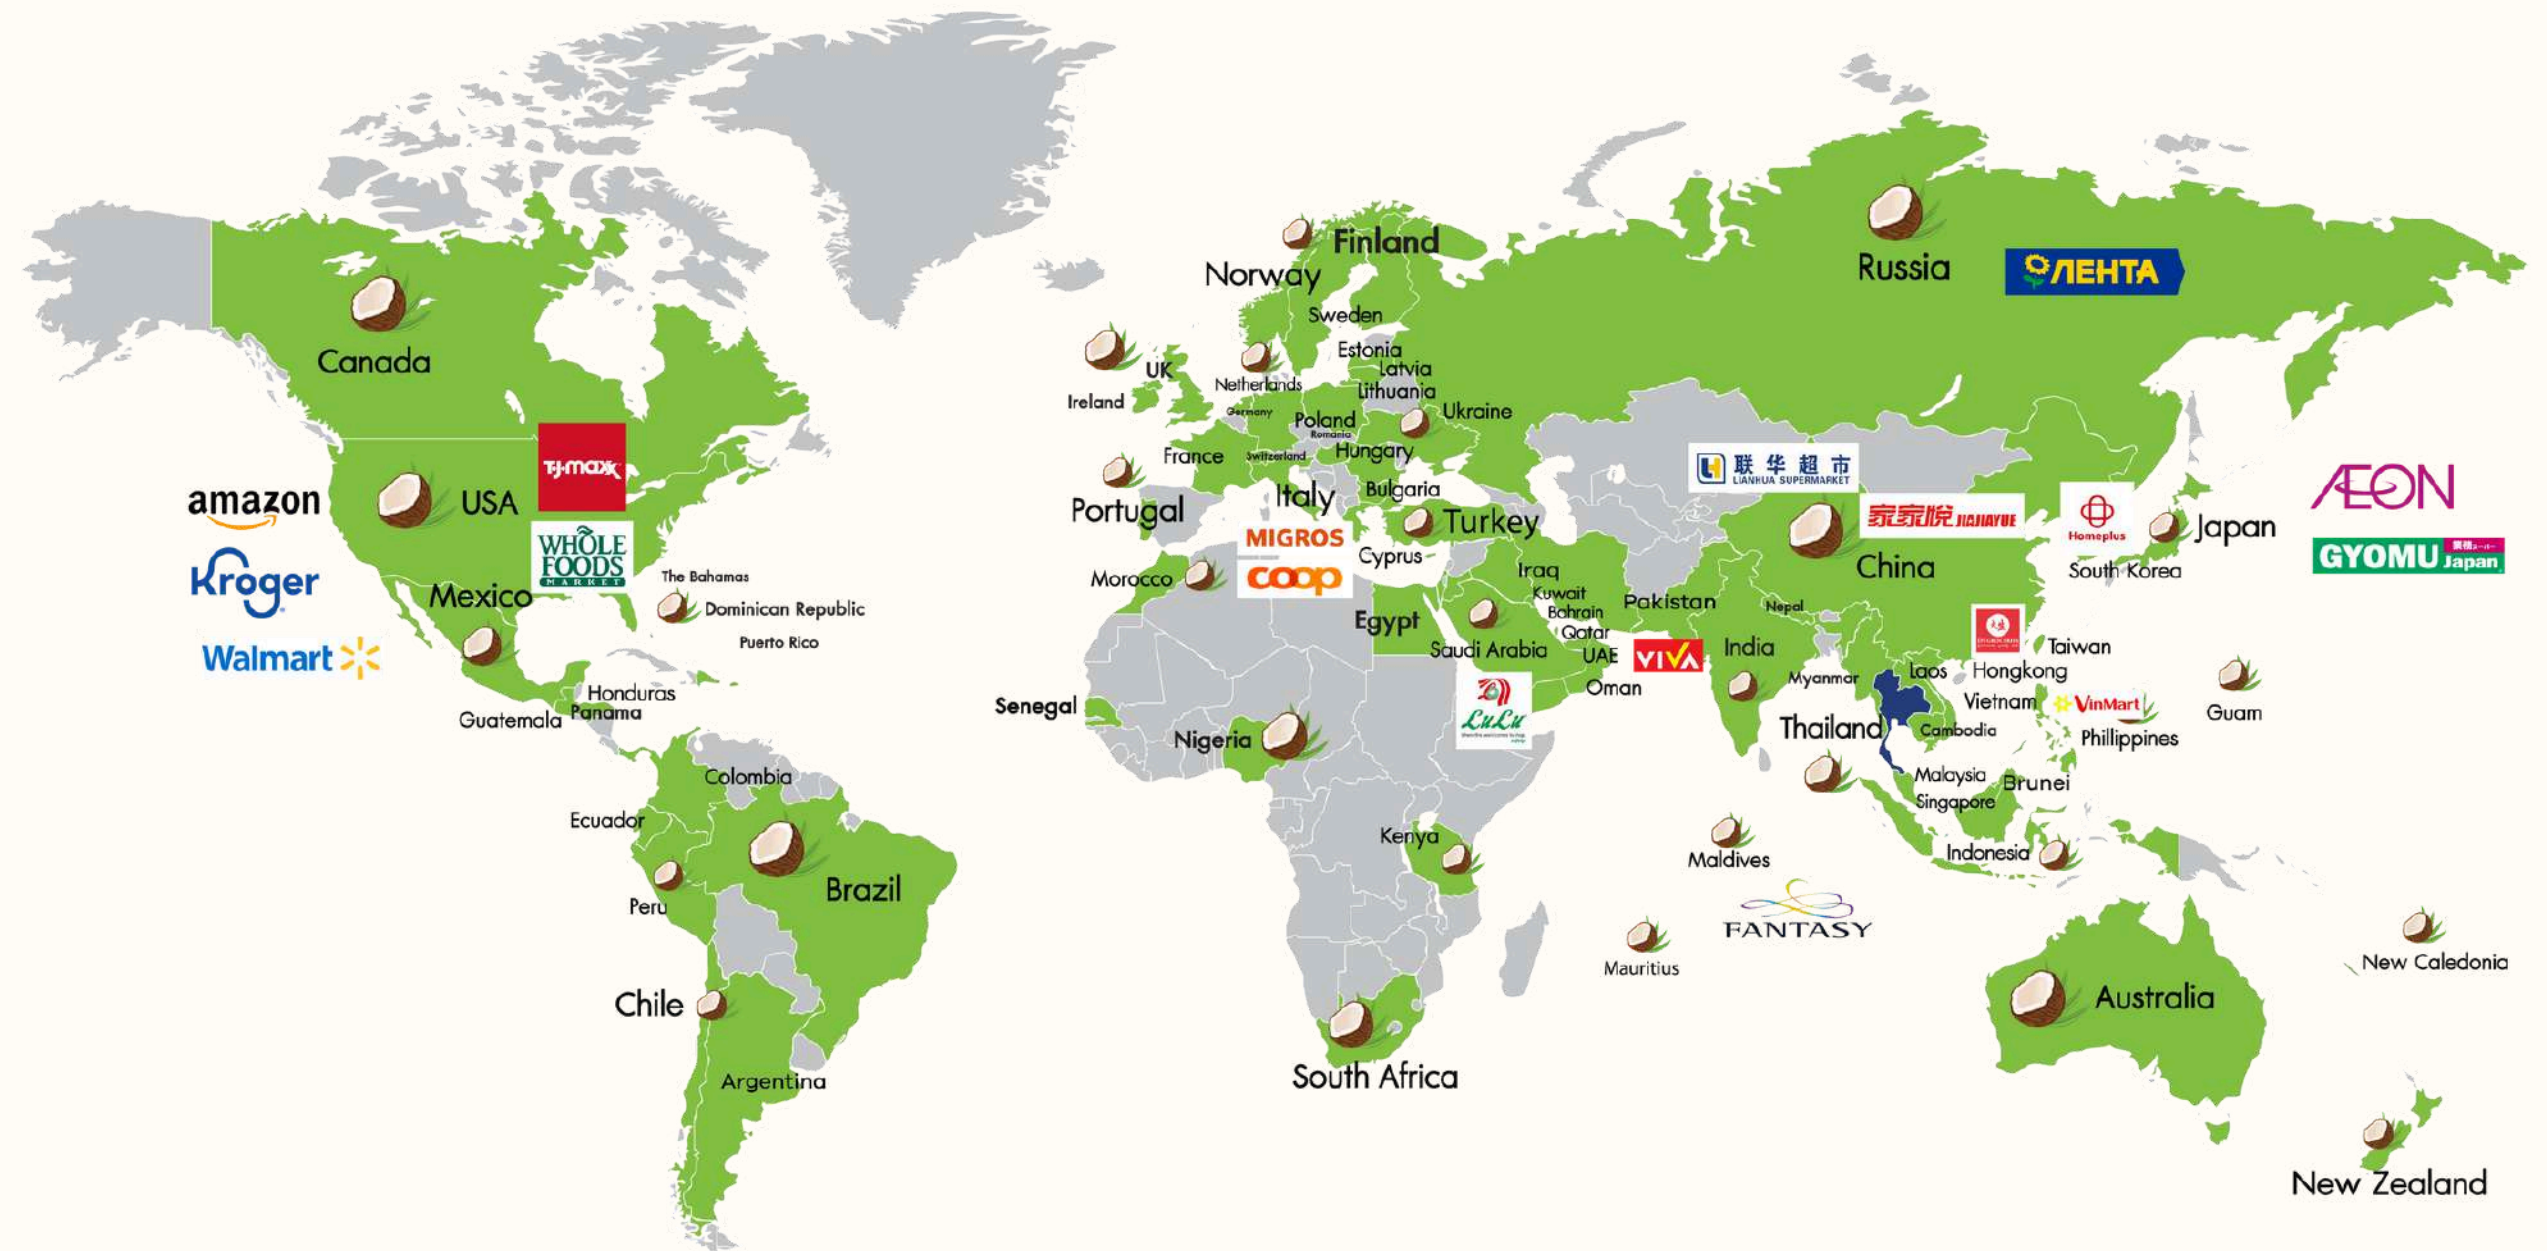 Canada
amazon
Kroger
Walmart
USA
T.J.maxx
WHOLE
FOODS
MARKET
Mexico
The Bahamas
Dominican Republic
Puerto Rico
Honduras
Guatemala
Panama
Colombia
Ecuador
Peru
Brazil
Chile
Argentina
Finland
Norway
Sweden
Estonia
Latvia
Lithuania
UK
Ireland
Netherlands
Germany
Poland
Romania
Ukraine
France
Switzerland
Hungary
Portugal
Italy
Bulgaria
MIGROS
coop
Turkey
Cyprus
Morocco
Egypt
Iraq
Kuwait
Bahrain
Qatar
Saudi Arabia
UAE
VIVA
Oman
LuLu
Senegal
Nigeria
Kenya
South Africa
Russia
ЛЕНТА
联华超市
LIANHUA SUPERMARKET
家家悦 JIAJIAYUE
China
Homeplus
South Korea
Japan
ÆON
GYOMU Japan
Pakistan
Nepal
India
Myanmar
Laos
Hongkong
Taiwan
Vietnam
VinMart
Thailand
Cambodia
Phillippines
Guam
Malaysia
Brunei
Singapore
Indonesia
Maldives
FANTASY
Mauritius
Australia
New Caledonia
New Zealand